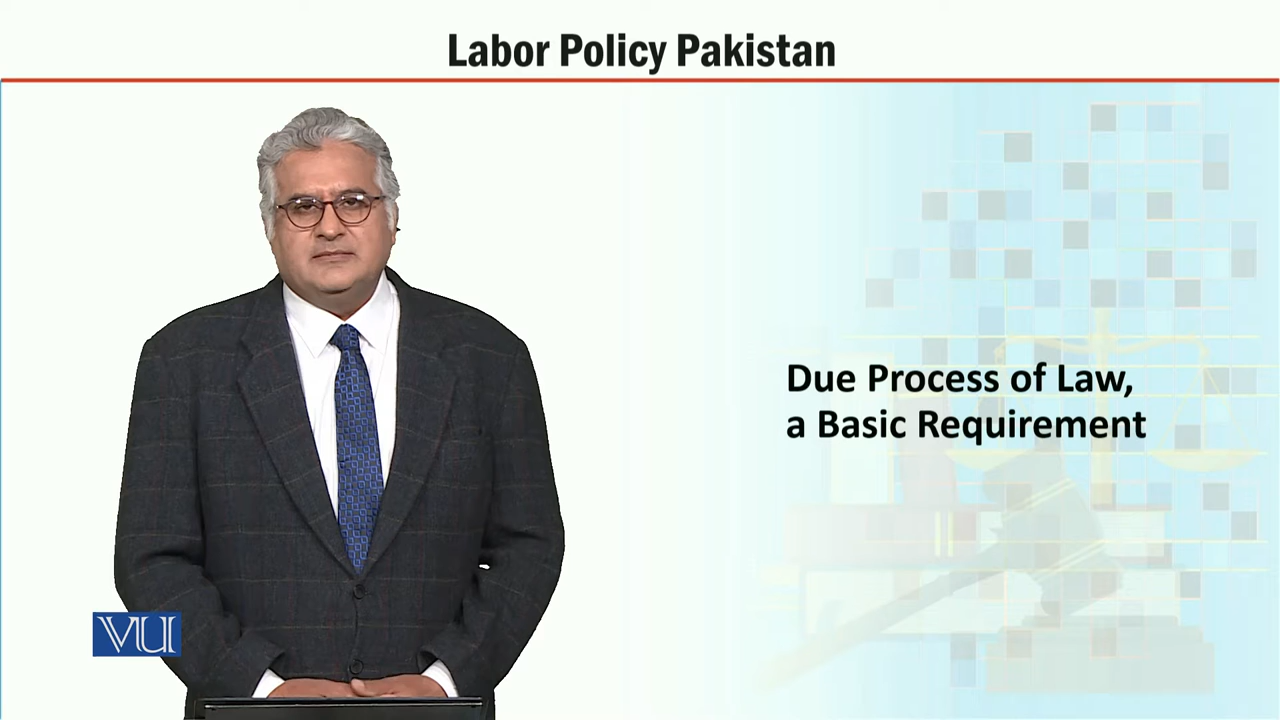 Labor Policy Pakistan
Due Process of Law,
a Basic Requirement
VU